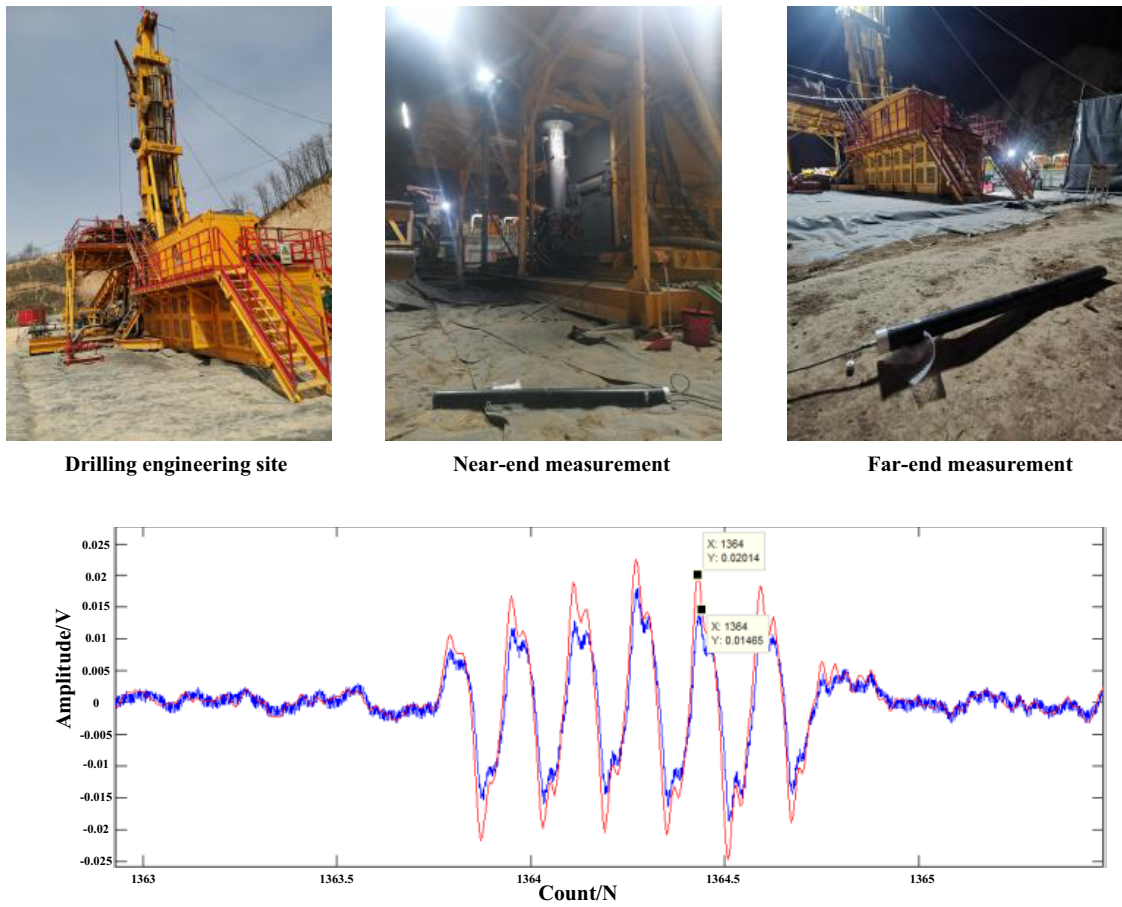 Drilling engineering site
Near-end measurement
Far-end measurement
X: 1364
Y: 0.02014
X: 1364
Y: 0.01465
0.025
0.02
0.015
0.01
0.005
0
-0.005
-0.01
-0.015
-0.02
-0.025
Amplitude/V
1363
1363.5
1364
1364.5
1365
Count/N